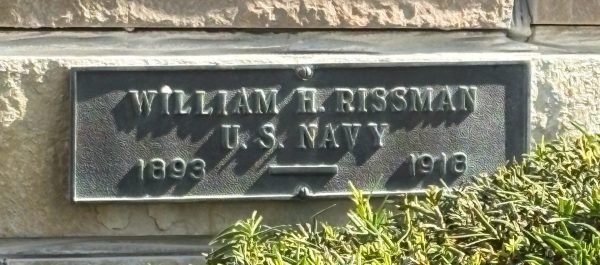 WILLIAM H. RISSMAN
U. S. NAVY
1893 — 1918